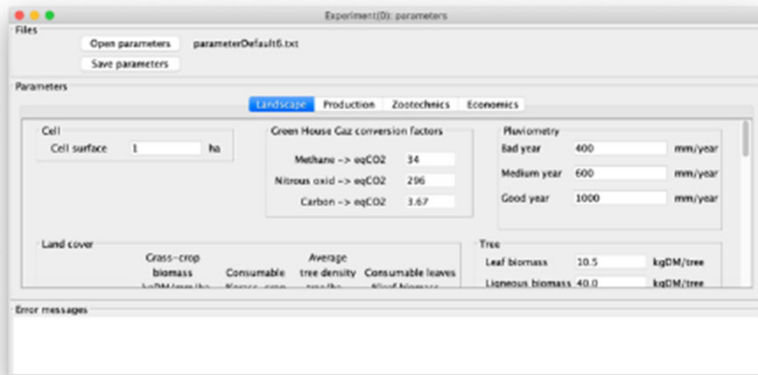 Experiment(0): parameters
Files
Open parameters parameterDefault6.txt
Save parameters
Parameters
Landscape Production Zootechnics Economics
Cell
Cell surface 1 ha
Green House Gaz conversion factors
Methane -> eqCO2 34
Nitrous oxid -> eqCO2 296
Carbon -> eqCO2 3.67
Pluviometry
Bad year 400 mm/year
Medium year 600 mm/year
Good year 1000 mm/year
Land cover
Grass-crop Average
biomass Consumable tree density Consumable leaves
Tree
Leaf biomass 10.5 kgDM/tree
Ligneous biomass 40.0 kgDM/tree
Error messages